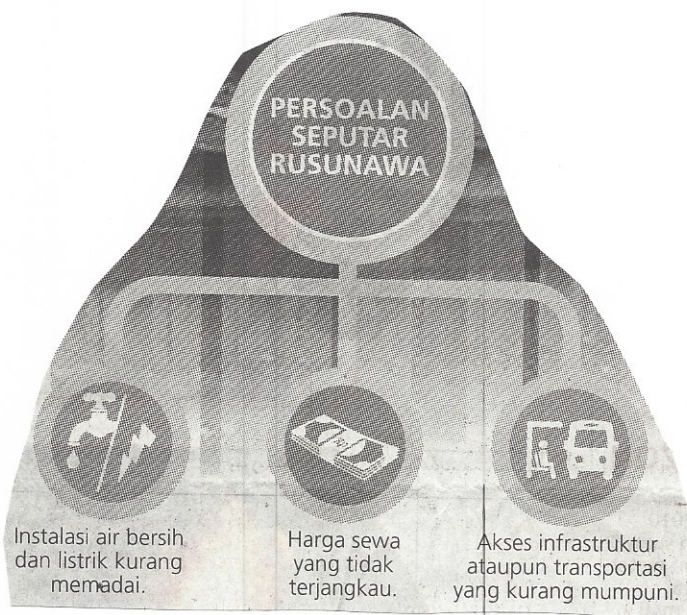 PERSOALAN
SEPUTAR
RUSUNAWA
Instalasi air bersih
dan listrik kurang
memadai.
Harga sewa
yang tidak
terjangkau.
Akses infrastruktur
ataupun transportasi
yang kurang mumpuni.